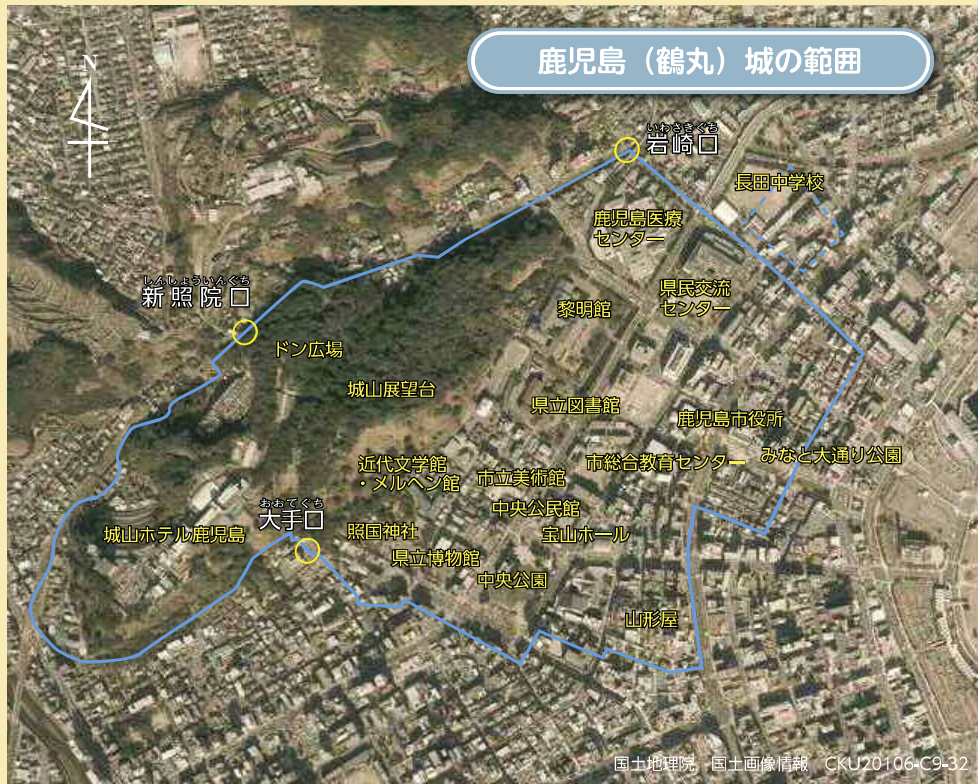 鹿児島（鶴丸）城の範囲
N
いわさきぐち
岩崎口
長田中学校
鹿児島医療
センター
しんしょういんぐち
新照院口
県民交流
センター
黎明館
ドン広場
城山展望台
県立図書館
鹿児島市役所
みなと大通り公園
近代文学館
・メルヘン館
市立美術館
市総合教育センター
おおてぐち
大手口
中央公民館
照国神社
宝山ホール
城山ホテル鹿児島
県立博物館
中央公園
山形屋
国土地理院　国土画像情報　CKU20106-C9-32